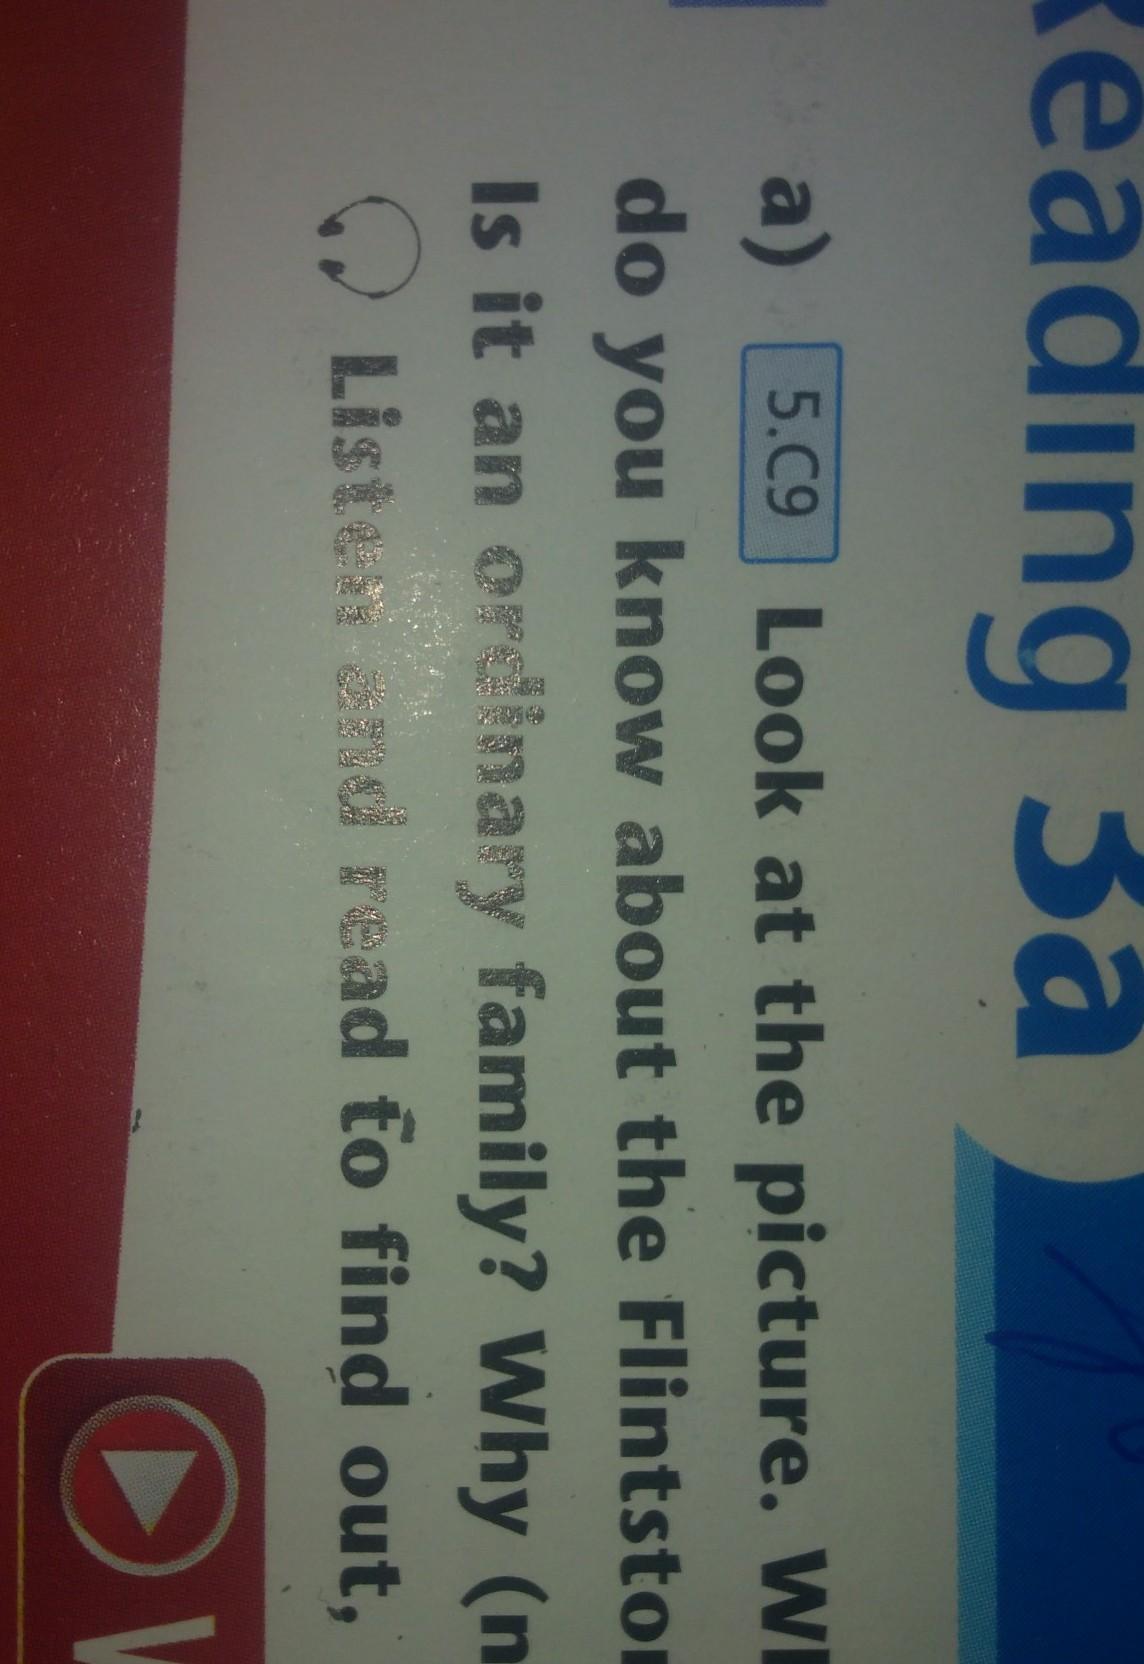 Reading 3a
a) 5.C9 Look at the picture.
do you know about the
Is it an ordinary family? Why
Listen and read to find out,